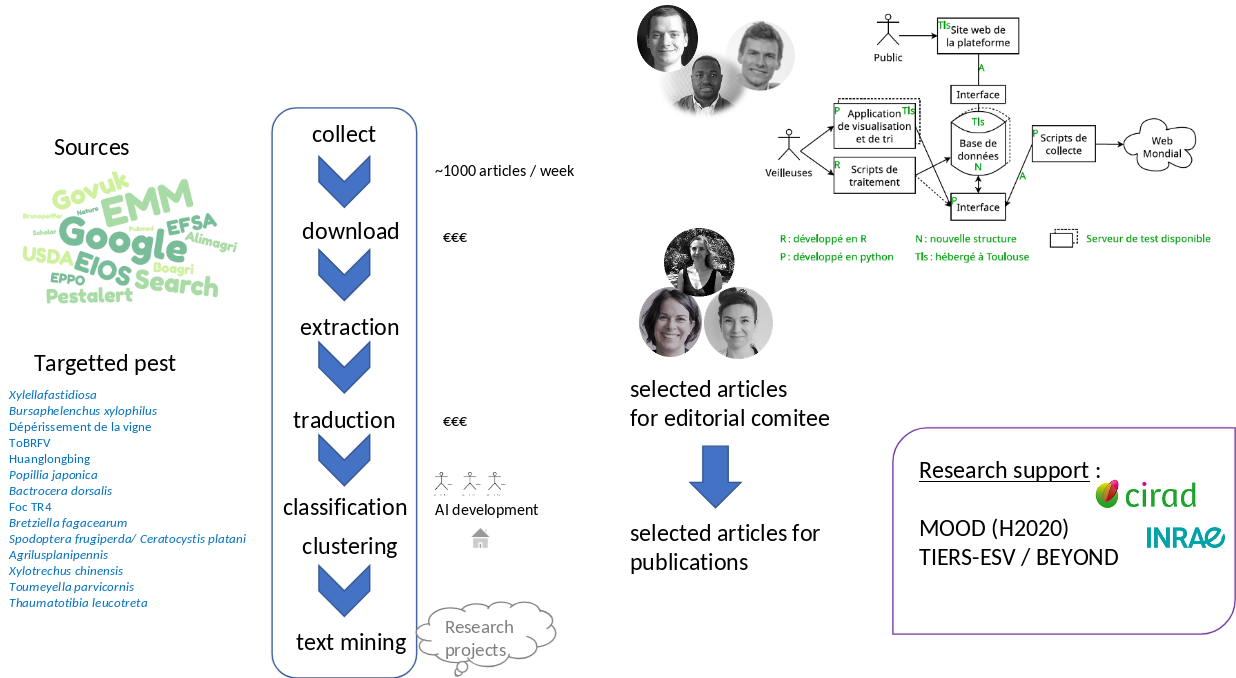 Sources
Govuk
EMM
Brunopeiffer
Nature
EFSA
Scholar
Google
Pubmed
Alimagri
USDA
EIOS
Boagri
EPPO
Search
Pestalert
Targetted pest
Xylellafastidiosa
Bursaphelenchus xylophilus
Dépérissement de la vigne
ToBRFV
Huanglongbing
Popillia japonica
Bactrocera dorsalis
Foc TR4
Bretziella fagacearum
Spodoptera frugiperda/ Ceratocystis platani
Agrilusplanipennis
Xylotrechus chinensis
Toumeyella parvicornis
Thaumatotibia leucotreta
collect
download
extraction
traduction
classification
clustering
text mining
~1000 articles / week
€€€
€€€
AI development
Research
projects
Public
Tls
Site web de
la plateforme
A
Interface
Veilleuses
P
Tls
Application
de visualisation
et de tri
R
Scripts de
traitement
Tls
Base de
données
N
P
Interface
P
Scripts de
collecte
A
Web
Mondial
R : développé en R
P : développé en python
N : nouvelle structure
Tls : hébergé à Toulouse
Serveur de test disponible
selected articles
for editorial comitee
selected articles for
publications
Research support :
cirad
MOOD (H2020)
INRAE
TIERS-ESV / BEYOND